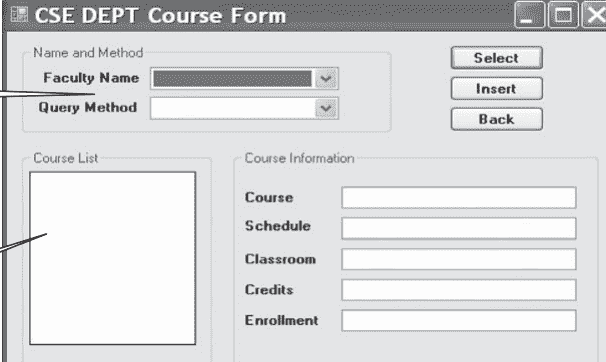 CSE DEPT Course Form
Name and Method
Faculty Name
Query Method
Select
Insert
Back
Course List
Course Information
Course
Schedule
Classroom
Credits
Enrollment